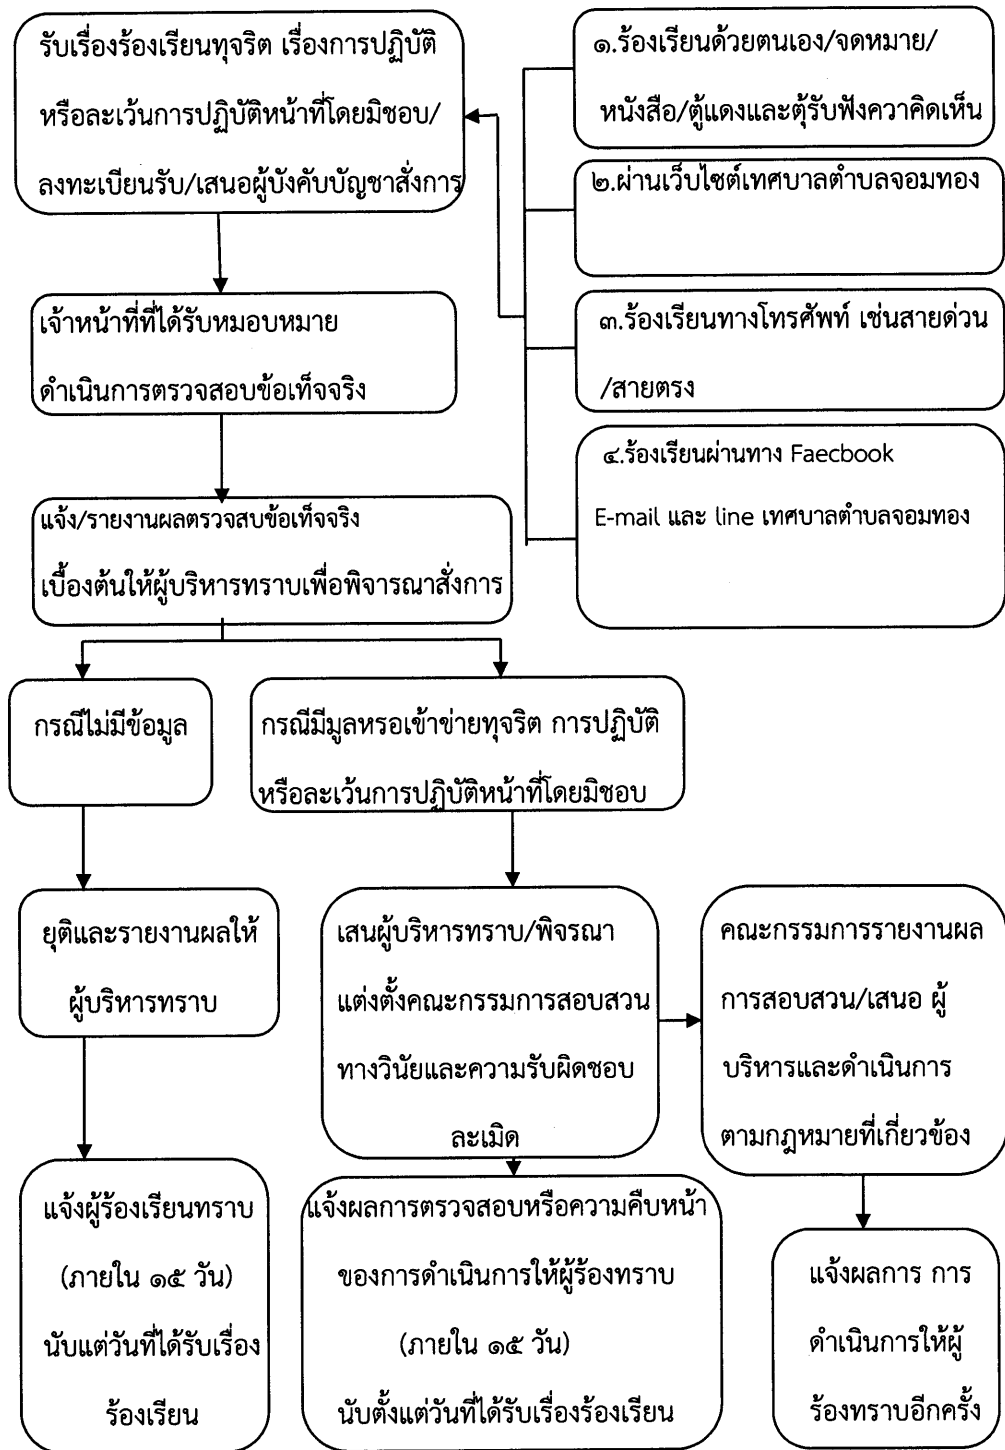 รับเรื่องร้องเรียนทุจริต เรื่องการปฏิบัติ
หรือละเว้นการปฏิบัติหน้าที่โดยมิชอบ/
ลงทะเบียนรับ/เสนอผู้บังคับบัญชาสั่งการ
๑.ร้องเรียนด้วยตนเอง/จดหมาย/
หนังสือ/ตู้แดงและตุ้รับฟังควาคิดเห็น
๒.ผ่านเว็บไซต์เทศบาลตำบลจอมทอง
๓.ร้องเรียนทางโทรศัพท์ เช่นสายด่วน
/สายตรง
๔.ร้องเรียนผ่านทาง Faecbook
E-mail และ line เทศบาลตำบลจอมทอง
เจ้าหน้าที่ที่ได้รับหมอบหมาย
ดำเนินการตรวจสอบข้อเท็จจริง
แจ้ง/รายงานผลตรวจสบข้อเท็จจริง
เบื้องต้นให้ผู้บริหารทราบเพื่อพิจารณาสั่งการ
กรณีไม่มีข้อมูล
กรณีมีมูลหรอเข้าข่ายทุจริต การปฏิบัติ
หรือละเว้นการปฏิบัติหน้าที่โดยมิชอบ
ยุติและรายงานผลให้
ผู้บริหารทราบ
เสนผู้บริหารทราบ/พิจรณา
แต่งตั้งคณะกรรมการสอบสวน
ทางวินัยและความรับผิดชอบ
ละเมิด
คณะกรรมการรายงานผล
การสอบสวน/เสนอ ผู้
บริหารและดำเนินการ
ตามกฎหมายที่เกี่ยวข้อง
แจ้งผู้ร้องเรียนทราบ
(ภายใน ๑๕ วัน)
นับแต่วันที่ได้รับเรื่อง
ร้องเรียน
แจ้งผลการตรวจสอบหรือความคืบหน้า
ของการดำเนินการให้ผู้ร้องทราบ
(ภายใน ๑๕ วัน)
นับตั้งแต่วันที่ได้รับเรื่องร้องเรียน
แจ้งผลการ การ
ดำเนินการให้ผู้
ร้องทราบอีกครั้ง